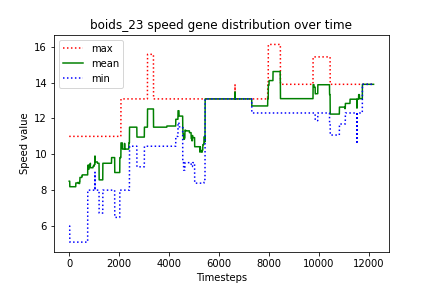 boids_23 speed gene distribution over time
max
mean
min
Speed value
16
14
12
10
8
6
0
2000
4000
6000
8000
10000
12000
Timesteps